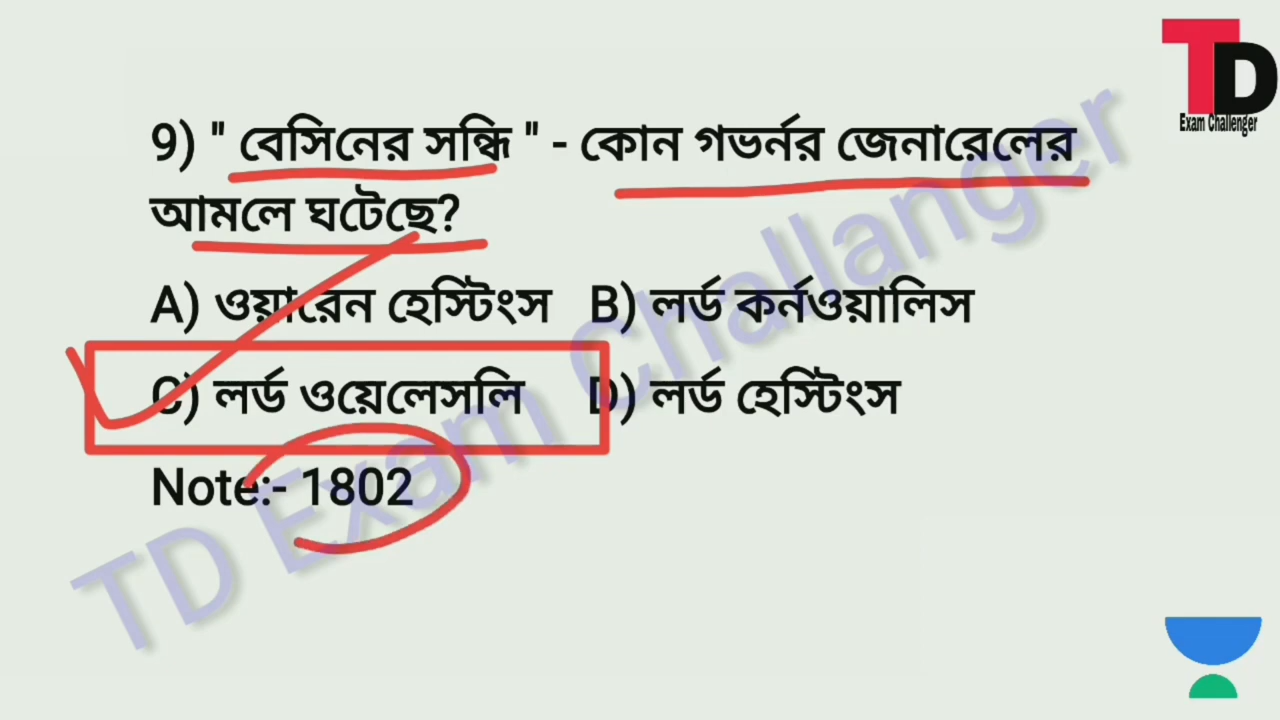 TD
Exam Challenger
9) " বেসিনের সন্ধি " - কোন গভর্নর জেনারেলের
আমলে ঘটেছে?
A) ওয়ারেন হেস্টিংস B) লর্ড কর্নওয়ালিস
C) লর্ড ওয়েলেসলি D) লর্ড হেস্টিংস
Note:- 1802
TD Exam Challanger